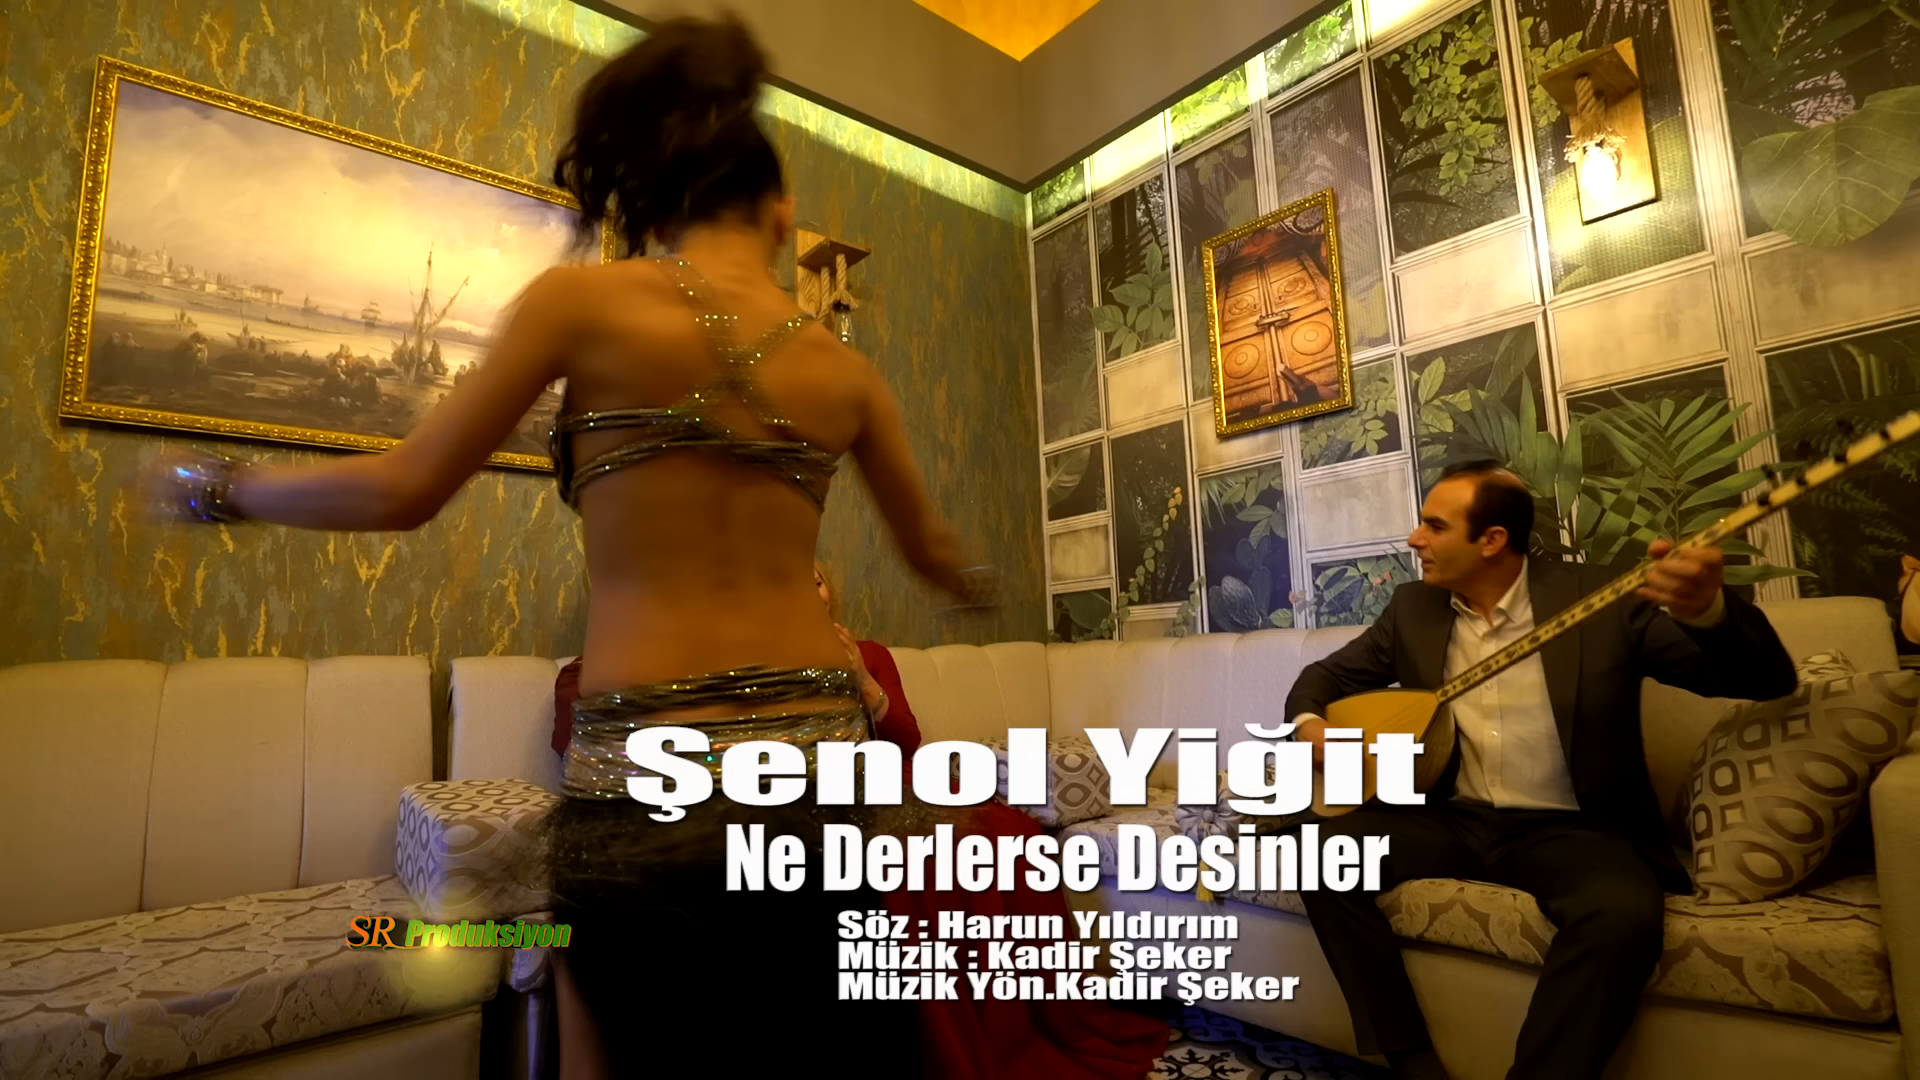 Şenol Yiğit
Ne Derlerse Desinler
Söz : Harun Yıldırım
Müzik : Kadir Şeker
Müzik Yön.Kadir Şeker
SR Produksiyon